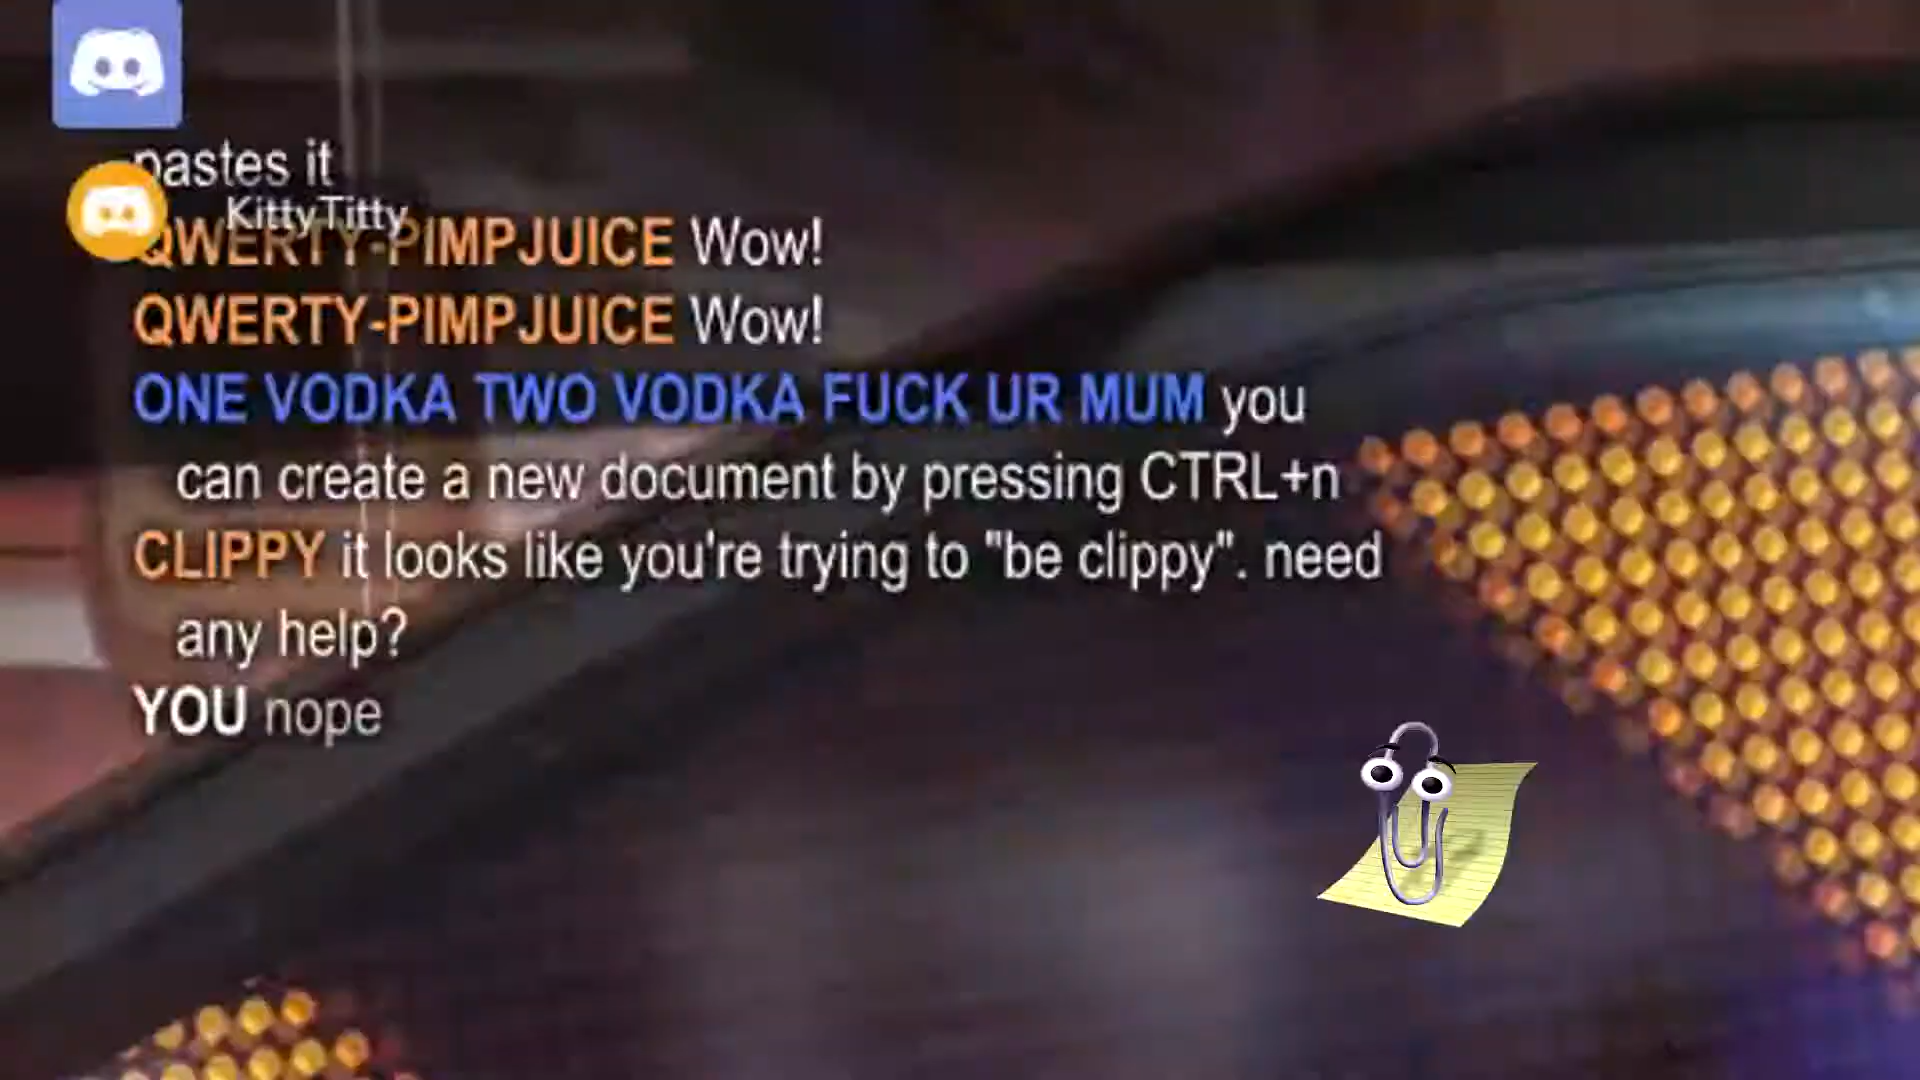 pastes it
KittyTitty
QWERTY-PIMPJUICE Wow!
QWERTY-PIMPJUICE Wow!
ONE VODKA TWO VODKA FUCK UR MUM you
can create a new document by pressing CTRL+n
CLIPPY it looks like you're trying to "be clippy". need
any help?
YOU nope